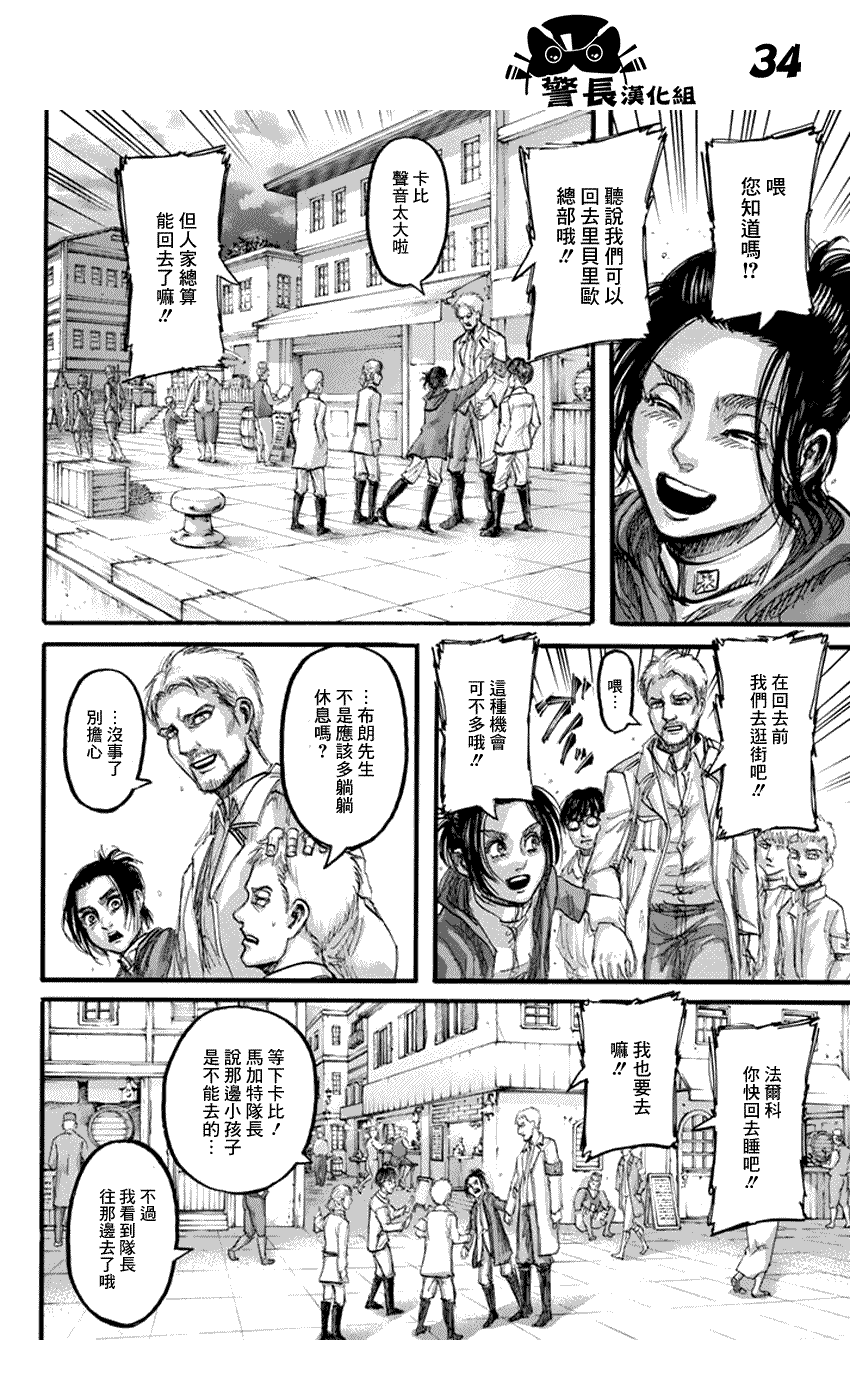 警長漢化組
34
喂
您知道嗎!?
聽說我們可以
回去里貝里歐
總部哦!!
卡比
聲音太大啦
但人家總算
能回去了嘛!!
在回去前
我們去逛街吧!!
喂…
這種機會
可不多哦!!
…布朗先生
不是應該多躺躺
休息嗎?
…沒事了
別擔心
法爾科
你快回去睡吧!!
我也要去
嘛!!
等下卡比!
馬加特隊長
說那邊小孩子
是不能去的…
不過
我看到隊長
往那邊去了哦